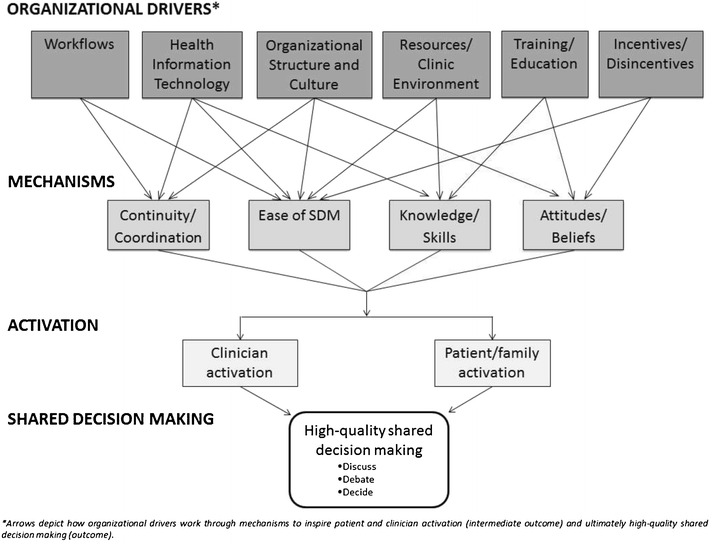 ORGANIZATIONAL DRIVERS*
Workflows
Health
Information
Technology
Organizational
Structure and
Culture
Resources/
Clinic
Environment
Training/
Education
Incentives/
Disincentives
MECHANISMS
Continuity/
Coordination
Ease of SDM
Knowledge/
Skills
Attitudes/
Beliefs
ACTIVATION
Clinician
activation
Patient/family
activation
SHARED DECISION MAKING
High-quality shared
decision making
•Discuss
•Debate
•Decide
*Arrows depict how organizational drivers work through mechanisms to inspire patient and clinician activation (intermediate outcome) and ultimately high-quality shared
decision making (outcome).